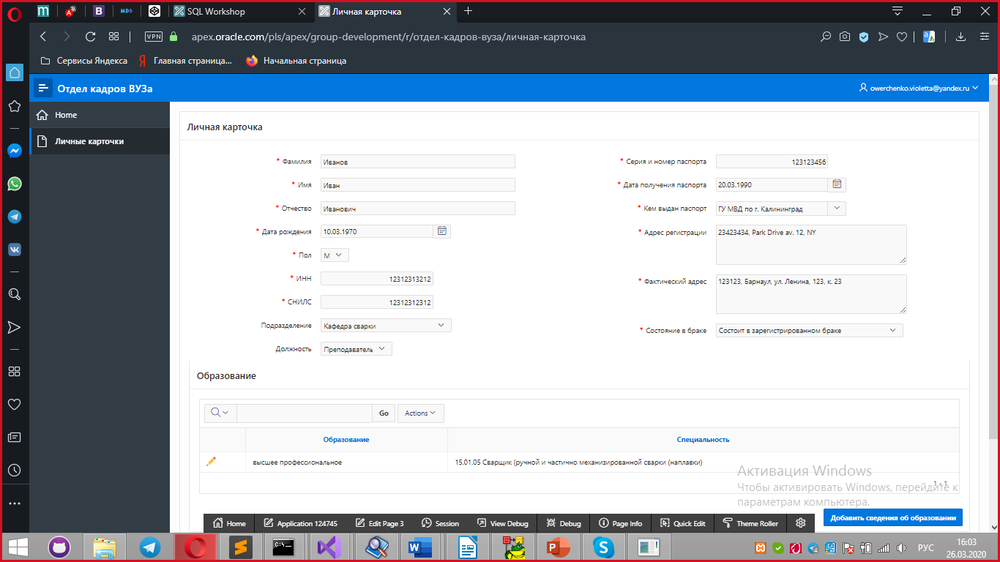 SQL Workshop
Личная карточка
VPN
apex.oracle.com/pls/apex/group-development/r/отдел-кадров-вуза/личная-карточка
Сервисы Яндекса
Главная страница...
Начальная страница
Отдел кадров ВУЗа
owerchenko.violetta@yandex.ru
Home
Личные карточки
Личная карточка
* Фамилия Иванов
* Имя Иван
* Отчество Иванович
* Дата рождения 10.03.1970
* Пол М
* ИНН 12312313212
* СНИЛС 12312312312
Подразделение Кафедра сварки
Должность Преподаватель
* Серия и номер паспорта 123123456
* Дата получения паспорта 20.03.1990
* Кем выдан паспорт ГУ МВД по г. Калининград
* Адрес регистрации 23423434, Park Drive av. 12, NY
* Фактический адрес 123123, Барнаул, ул. Ленина, 123, к. 23
* Состояние в браке Состоит в зарегистрированном браке
Образование
Go
Actions
Образование Специальность
высшее профессиональное 15.01.05 Сварщик (ручной и частично механизированной сварки (наплавки)
1 - 1
Активация Windows
Чтобы активировать Windows, перейдите к
параметрам компьютера.
Добавить сведения об образовании
Home
Application 124745
Edit Page 3
Session
View Debug
Debug
Page Info
Quick Edit
Theme Roller
РУС
16:03
26.03.2020